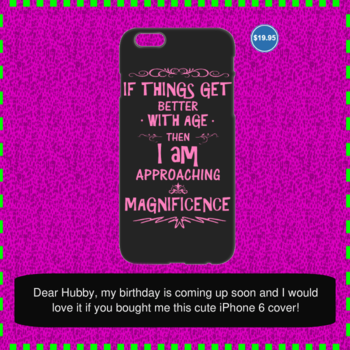 $19.95
IF THINGS GET
BETTER
· WITH AGE ·
THEN
I aM
APPROACHING
MAGNIFICENCE
Dear Hubby, my birthday is coming up soon and I would
love it if you bought me this cute iPhone 6 cover!